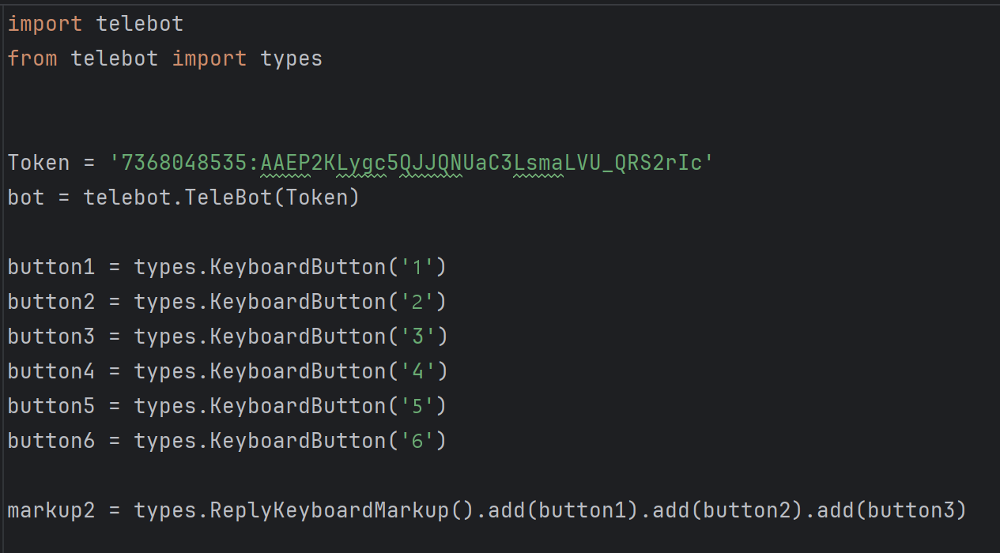 import telebot
from telebot import types
Token = '7368048535:AAEP2KLygc5QJJQNUaC3LsmaLVU_QRS2rIc'
bot = telebot.TeleBot(Token)
button1 = types.KeyboardButton('1')
button2 = types.KeyboardButton('2')
button3 = types.KeyboardButton('3')
button4 = types.KeyboardButton('4')
button5 = types.KeyboardButton('5')
button6 = types.KeyboardButton('6')
markup2 = types.ReplyKeyboardMarkup().add(button1).add(button2).add(button3)